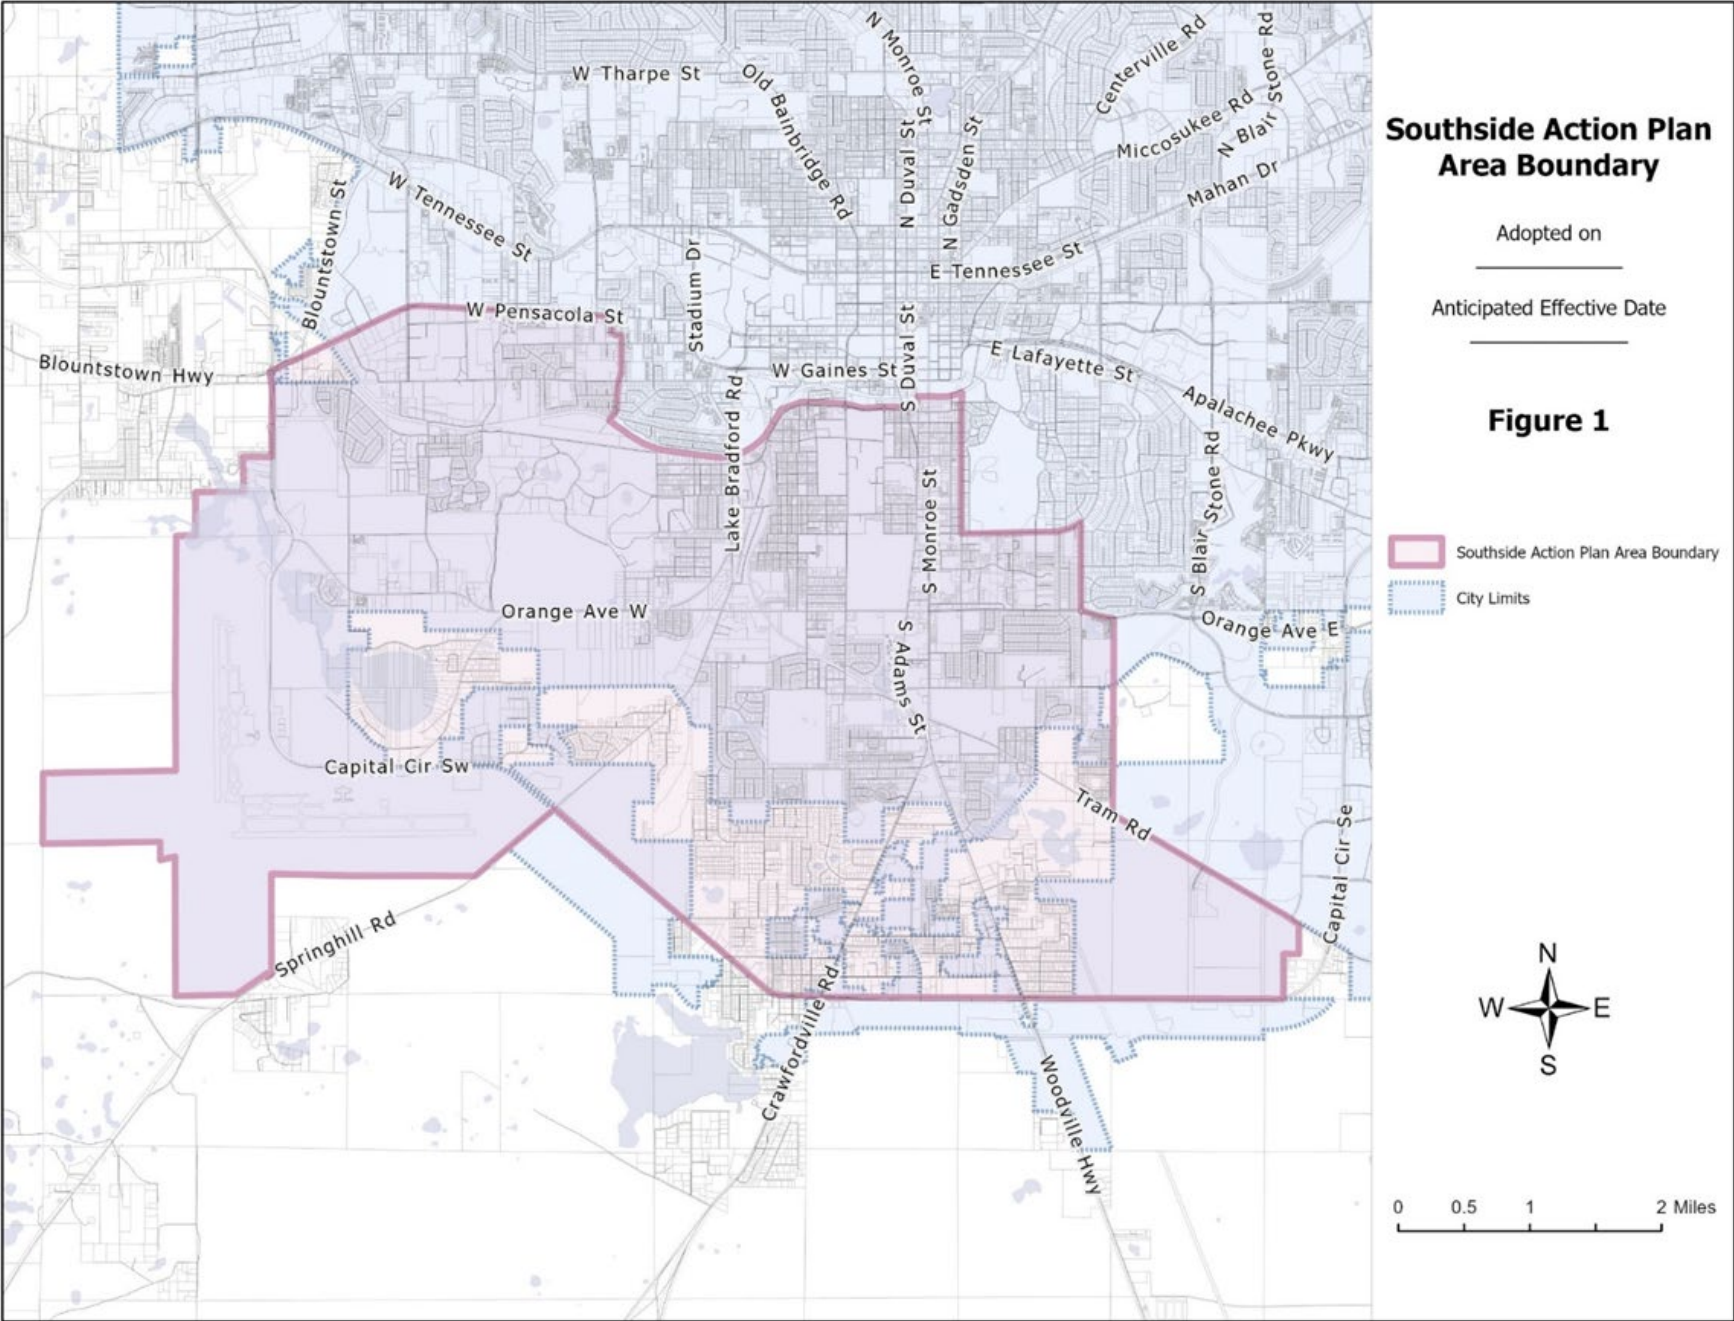 N Monroe St
Centerville Rd
N Blair Stone Rd
W Tharpe St
Old Bainbridge Rd
Miccosukee Rd
N Duval St
N Gadsden St
Mahan Dr
W Tennessee St
Blountstown St
E Tennessee St
Stadium Dr
W Pensacola St
S Duval St
E Lafayette St
Blountstown Hwy
W Gaines St
Lake Bradford Rd
Apalachee Pkwy
S Blair Stone Rd
S Monroe St
Orange Ave W
Orange Ave E
S Adams St
Capital Cir Sw
Tram Rd
Capital Cir Se
Springhill Rd
Crawfordville Rd
Woodville Hwy
Southside Action Plan
Area Boundary
Adopted on
Anticipated Effective Date
Figure 1
Southside Action Plan Area Boundary
City Limits
N
W E
S
0 0.5 1 2 Miles